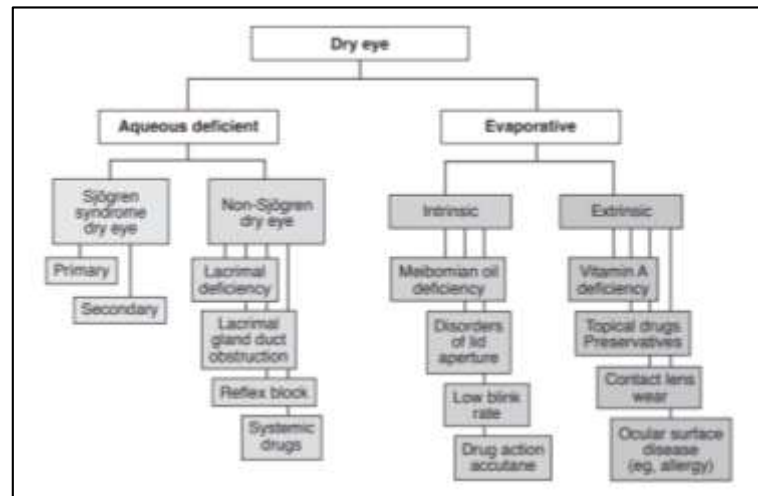 Dry eye
Aqueous deficient
Evaporative
Sjögren
syndrome
dry eye
Non-Sjögren
dry eye
Intrinsic
Extrinsic
Primary
Secondary
Lacrimal
deficiency
Lacrimal
gland duct
obstruction
Reflex block
Systemic
drugs
Meibomian oil
deficiency
Disorders
of lid
aperture
Low blink
rate
Drug action
accutane
Vitamin A
deficiency
Topical drugs
Preservatives
Contact lens
wear
Ocular surface
disease
(eg, allergy)